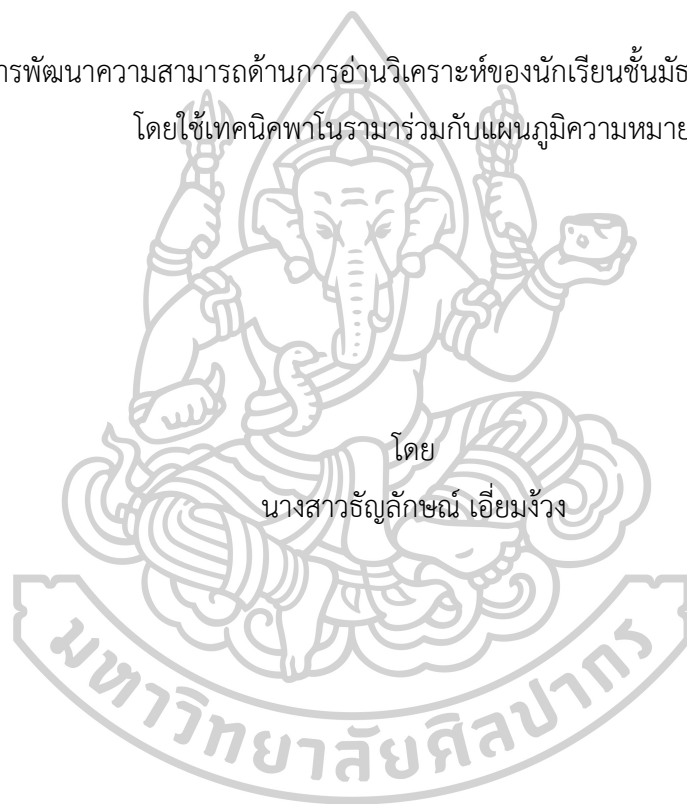 ารพัฒนาความสามารถด้านการอ่านวิเคราะห์ของนักเรียนชั้นมัธ
โดยใช้เทคนิคพาโนรามาร่วมกับแผนภูมิความหมาย
โดย
นางสาวธัญลักษณ์ เอี่ยมง้วง
มหาวิทยาลัยศิลปากร